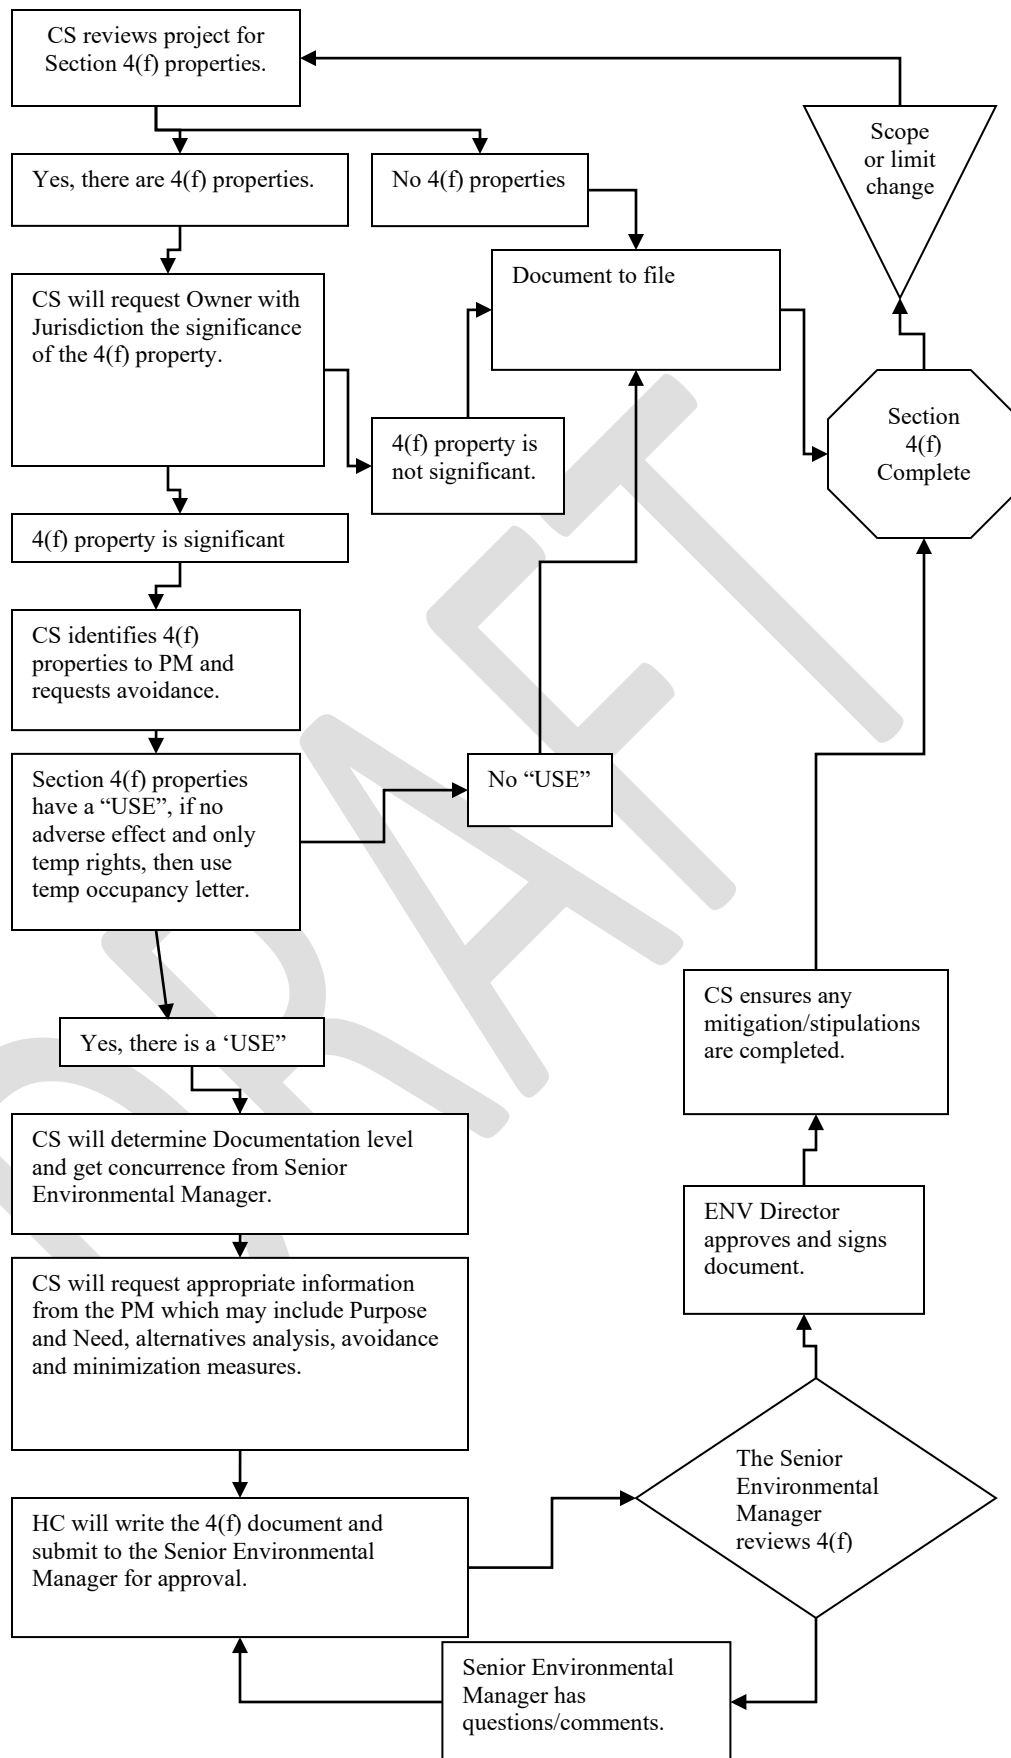 CS reviews project for
Section 4(f) properties.
Scope
or limit
change
Yes, there are 4(f) properties.
No 4(f) properties
Document to file
CS will request Owner with
Jurisdiction the significance
of the 4(f) property.
4(f) property is
not significant.
Section
4(f)
Complete
4(f) property is significant
CS identifies 4(f)
properties to PM and
requests avoidance.
Section 4(f) properties
have a “USE”, if no
adverse effect and only
temp rights, then use
temp occupancy letter.
No “USE”
Yes, there is a ‘USE”
CS ensures any
mitigation/stipulations
are completed.
CS will determine Documentation level
and get concurrence from Senior
Environmental Manager.
ENV Director
approves and signs
document.
CS will request appropriate information
from the PM which may include Purpose
and Need, alternatives analysis, avoidance
and minimization measures.
The Senior
Environmental
Manager
reviews 4(f)
HC will write the 4(f) document and
submit to the Senior Environmental
Manager for approval.
Senior Environmental
Manager has
questions/comments.
DRAFT